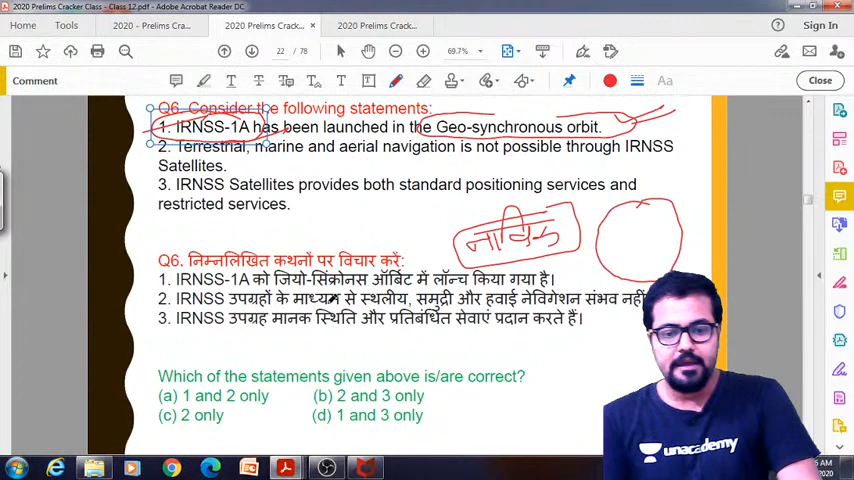 2020 Prelims Cracker Class - Class 12.pdf - Adobe Acrobat Reader DC
Home Tools 2020 - Prelims Crac... 2020 Prelims Crack... × 2020 Prelims Crack... Sign In
22 / 78 69.7%
Comment Aa Close
Q6. Consider the following statements:
1. IRNSS-1A has been launched in the Geo-synchronous orbit.
2. Terrestrial, marine and aerial navigation is not possible through IRNSS
Satellites.
3. IRNSS Satellites provides both standard positioning services and
restricted services.
नाविक
Q6. निम्नलिखित कथनों पर विचार करें:
1. IRNSS-1A को जियो-सिंक्रोनस ऑर्बिट में लॉन्च किया गया है।
2. IRNSS उपग्रहों के माध्यम से स्थलीय, समुद्री और हवाई नेविगेशन संभव नहीं
3. IRNSS उपग्रह मानक स्थिति और प्रतिबंधित सेवाएं प्रदान करते हैं।
Which of the statements given above is/are correct?
(a) 1 and 2 only (b) 2 and 3 only
(c) 2 only (d) 1 and 3 only
unacademy